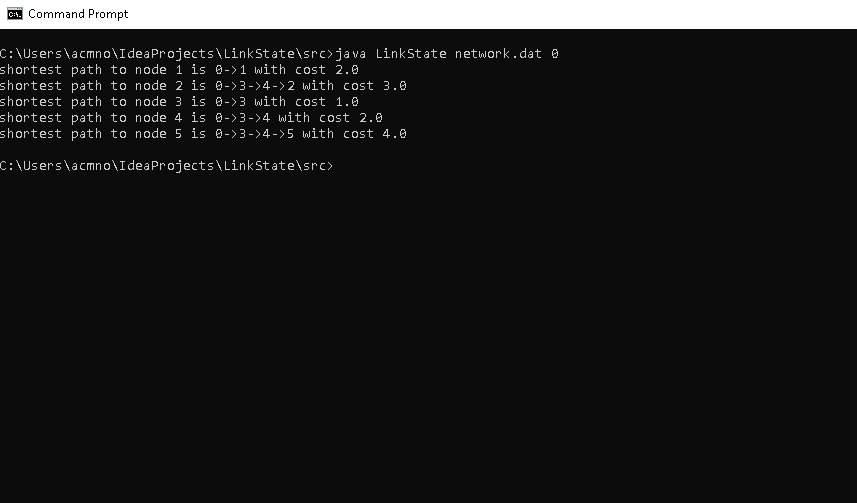 Command Prompt
C:\Users\acmno\IdeaProjects\LinkState\src>java LinkState network.dat 0
shortest path to node 1 is 0->1 with cost 2.0
shortest path to node 2 is 0->3->4->2 with cost 3.0
shortest path to node 3 is 0->3 with cost 1.0
shortest path to node 4 is 0->3->4 with cost 2.0
shortest path to node 5 is 0->3->4->5 with cost 4.0
C:\Users\acmno\IdeaProjects\LinkState\src>